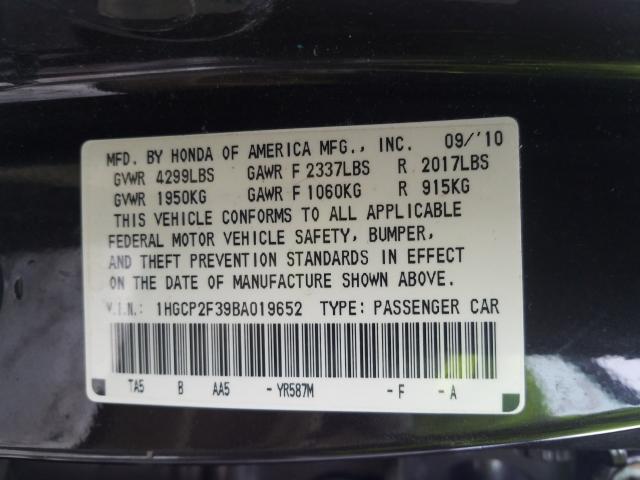 MFD. BY HONDA OF AMERICA MFG., INC. 09/'10
GVWR 4299LBS GAWR F 2337LBS R 2017LBS
GVWR 1950KG GAWR F 1060KG R 915KG
THIS VEHICLE CONFORMS TO ALL APPLICABLE
FEDERAL MOTOR VEHICLE SAFETY, BUMPER,
AND THEFT PREVENTION STANDARDS IN EFFECT
ON THE DATE OF MANUFACTURE SHOWN ABOVE.
V.I.N.: 1HGCP2F39BA019652 TYPE: PASSENGER CAR
TA5 B AA5 -YR587M -F -A